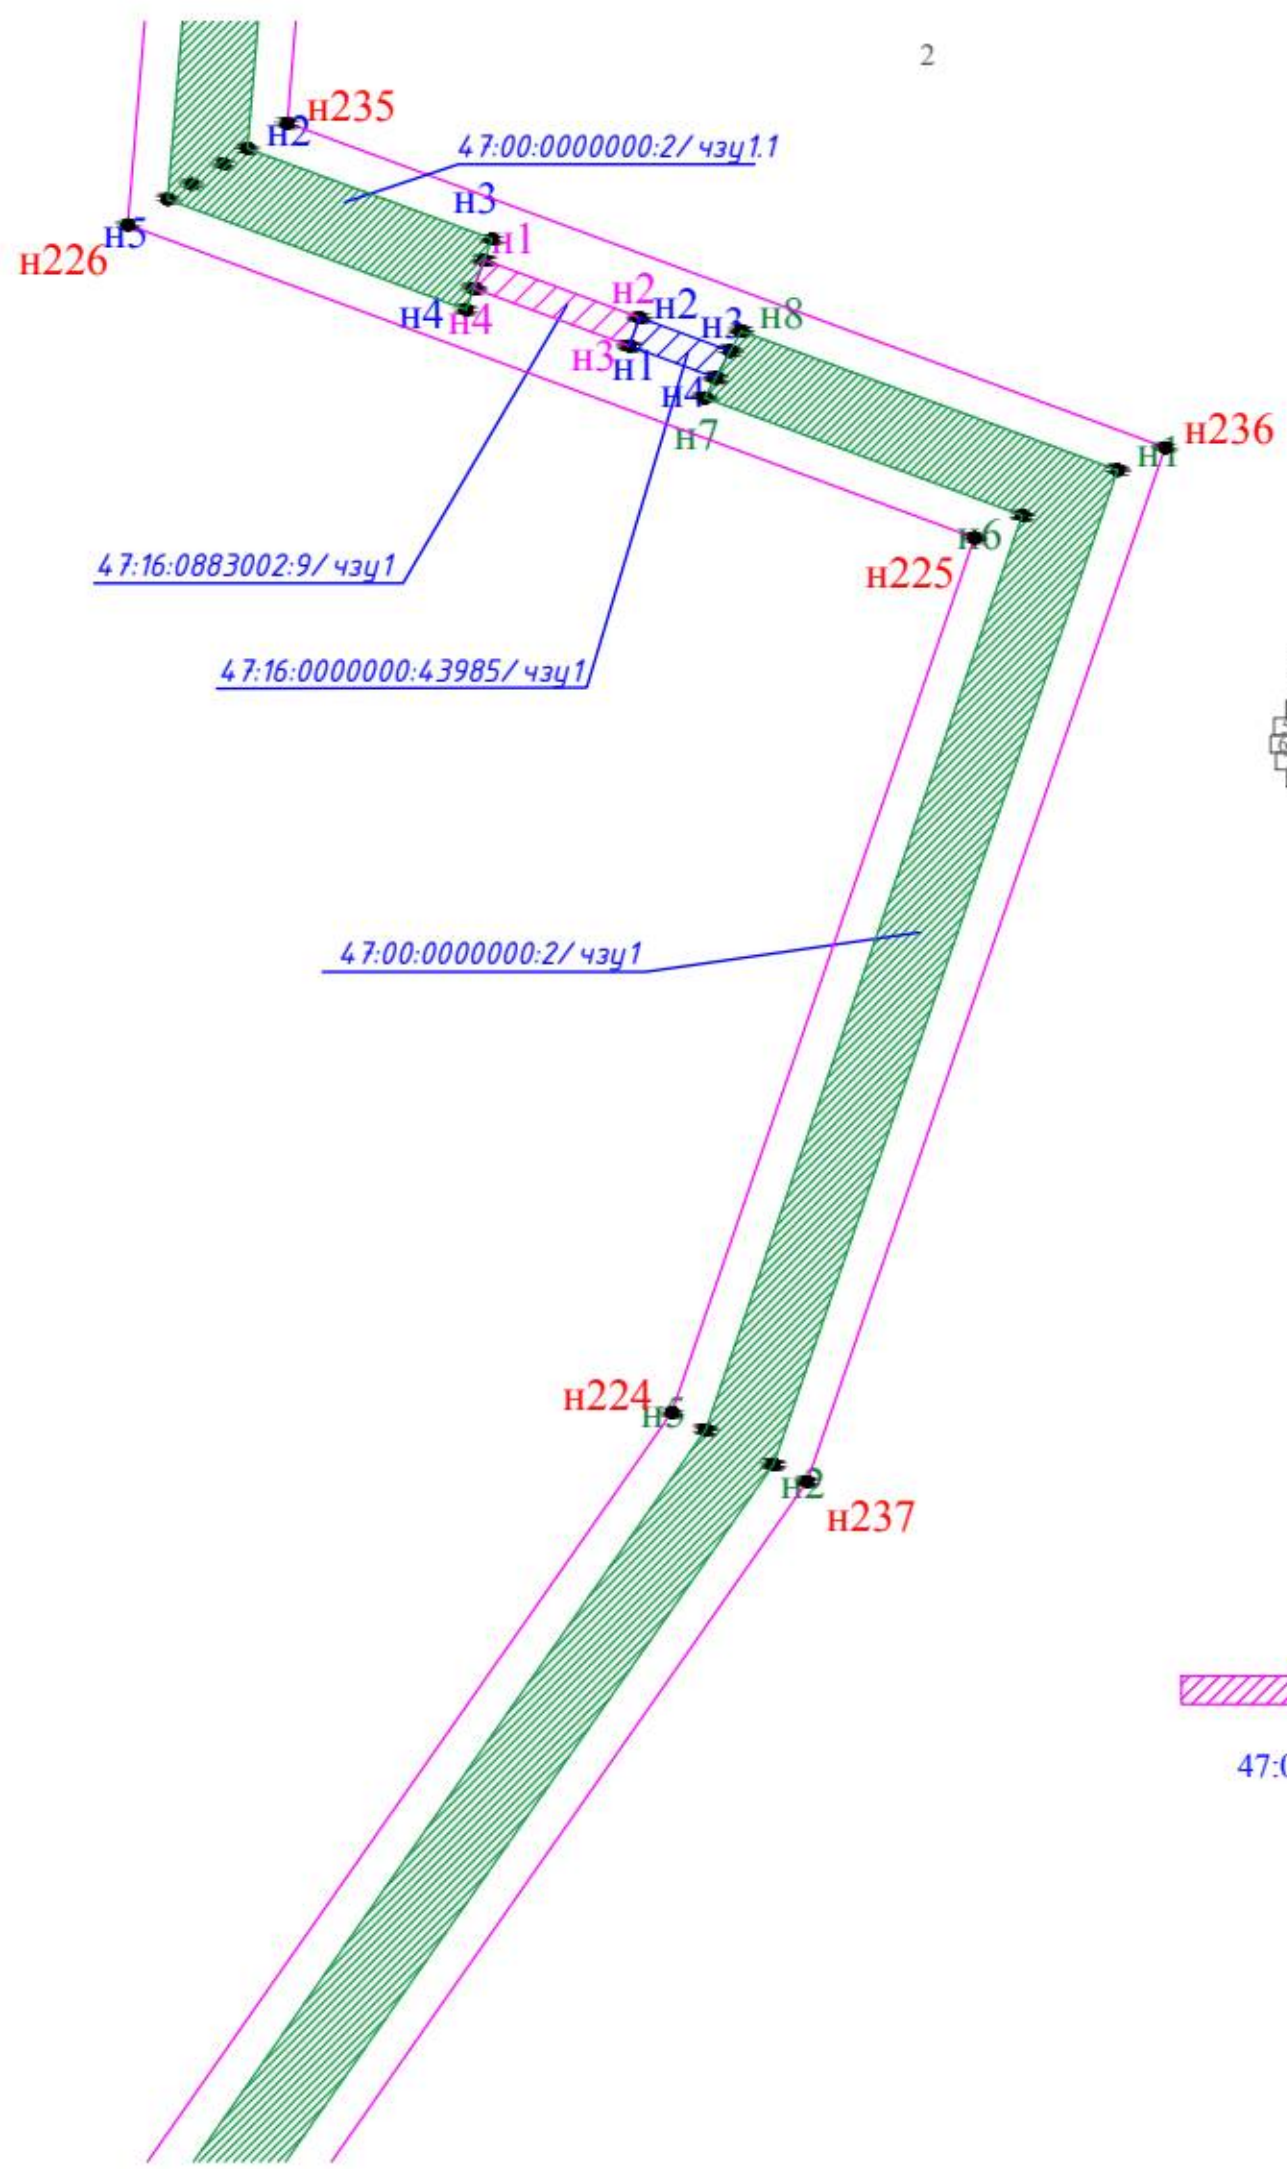 2
н235
н2
47:00:0000000:2/чзу1.1
н3
н5
н1
н226
н2
н2
н8
н4
н4
н3
н3
н1
н4
н236
н1
н7
н6
47:16:0883002:9/чзу1
н225
47:16:0000000:43985/чзу1
47:00:0000000:2/чзу1
н224
н5
н2
н237